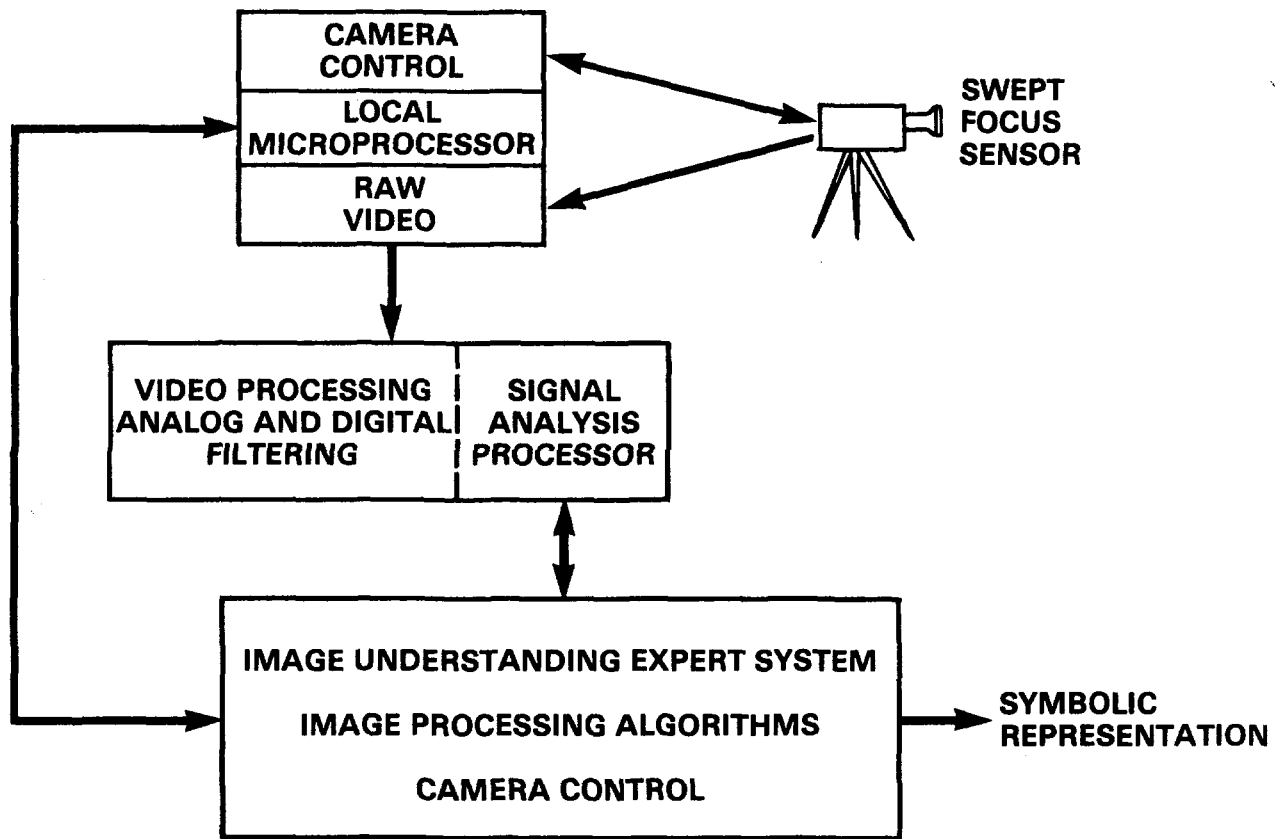 CAMERA
CONTROL
LOCAL
MICROPROCESSOR
RAW
VIDEO
SWEPT
FOCUS
SENSOR
VIDEO PROCESSING
ANALOG AND DIGITAL
FILTERING
SIGNAL
ANALYSIS
PROCESSOR
IMAGE UNDERSTANDING EXPERT SYSTEM
IMAGE PROCESSING ALGORITHMS
CAMERA CONTROL
SYMBOLIC
REPRESENTATION